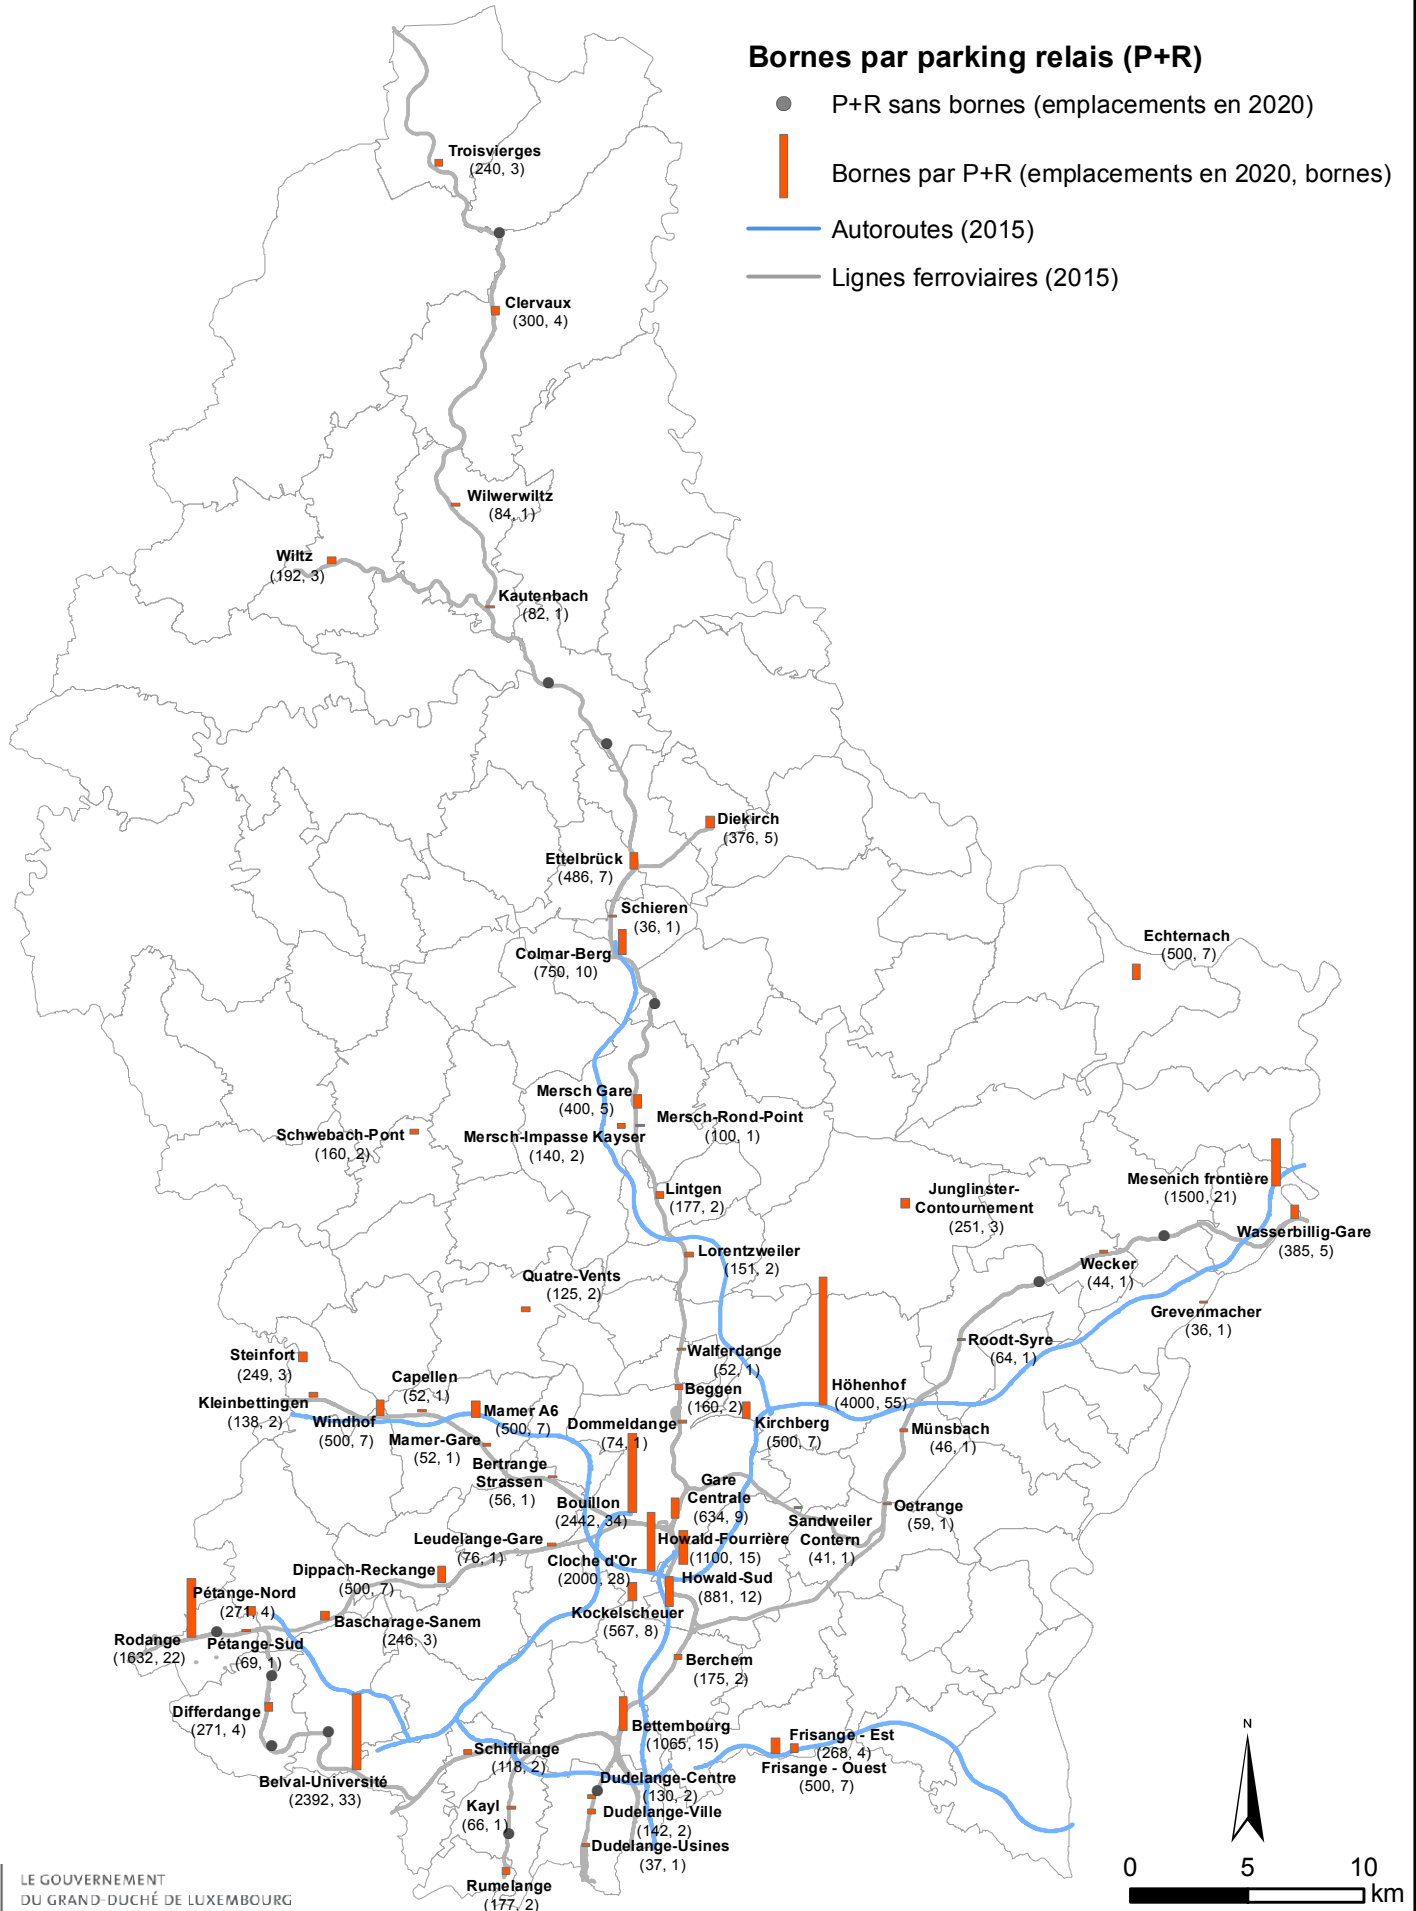 Bornes par parking relais (P+R)
P+R sans bornes (emplacements en 2020)
Bornes par P+R (emplacements en 2020, bornes)
Autoroutes (2015)
Lignes ferroviaires (2015)
Troisvierges
(240, 3)
Clervaux
(300, 4)
Wilwerwiltz
(84, 1)
Wiltz
(192, 3)
Kautenbach
(82, 1)
Diekirch
(376, 5)
Ettelbrück
(486, 7)
Schieren
(36, 1)
Colmar-Berg
(750, 10)
Echternach
(500, 7)
Mersch Gare
(400, 5)
Mersch-Rond-Point
(100, 1)
Schwebach-Pont
(160, 2)
Mersch-Impasse Kayser
(140, 2)
Lintgen
(177, 2)
Junglinster-
Contournement
(251, 3)
Mesenich frontière
(1500, 21)
Wasserbillig-Gare
(385, 5)
Lorentzweiler
(151, 2)
Wecker
(44, 1)
Quatre-Vents
(125, 2)
Grevenmacher
(36, 1)
Roodt-Syre
(64, 1)
Walferdange
(52, 1)
Steinfort
(249, 3)
Capellen
(52, 1)
Beggen
(160, 2)
Höhenhof
(4000, 55)
Kleinbettingen
(138, 2)
Windhof
(500, 7)
Mamer A6
(500, 7)
Dommeldange
(74, 1)
Kirchberg
(500, 7)
Münsbach
(46, 1)
Mamer-Gare
(52, 1)
Bertrange
Strassen
(56, 1)
Gare
Centrale
(634, 9)
Bouillon
(2442, 34)
Sandweiler
Contern
(41, 1)
Oetrange
(59, 1)
Leudelange-Gare
(76, 1)
Howald-Fourrière
(1100, 15)
Cloche d'Or
(2000, 28)
Dippach-Reckange
(500, 7)
Howald-Sud
(881, 12)
Pétange-Nord
(271, 4)
Kockelscheuer
(567, 8)
Bascharage-Sanem
(246, 3)
Rodange
(1632, 22)
Pétange-Sud
(69, 1)
Berchem
(175, 2)
Differdange
(271, 4)
Bettembourg
(1065, 15)
Frisange - Est
(268, 4)
Frisange - Ouest
(500, 7)
Schifflange
(118, 2)
Belval-Université
(2392, 33)
Dudelange-Centre
(130, 2)
Kayl
(66, 1)
Dudelange-Ville
(142, 2)
Dudelange-Usines
(37, 1)
Rumelange
(177, 2)
N
0 5 10
km
LE GOUVERNEMENT
DU GRAND-DUCHÉ DE LUXEMBOURG